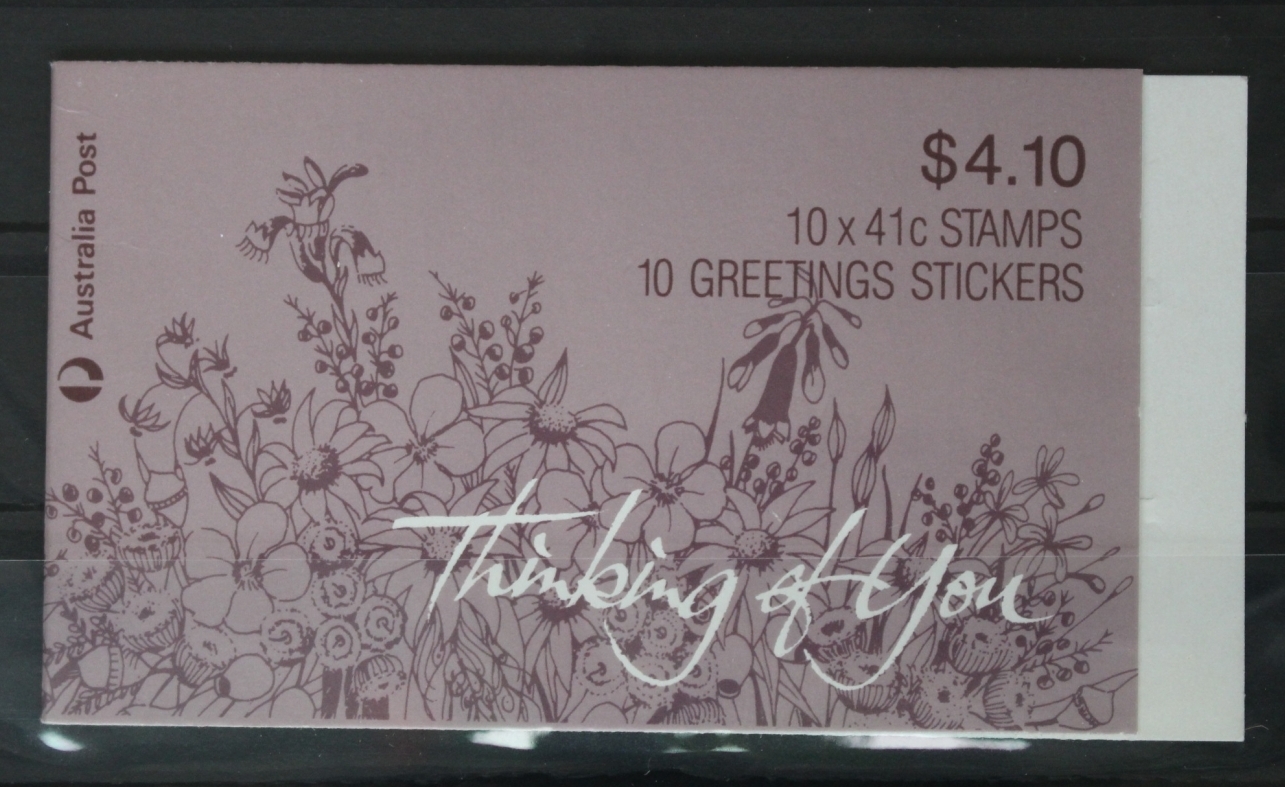 Australia Post
$4.10
10 x 41c STAMPS
10 GREETINGS STICKERS
Thinking of You